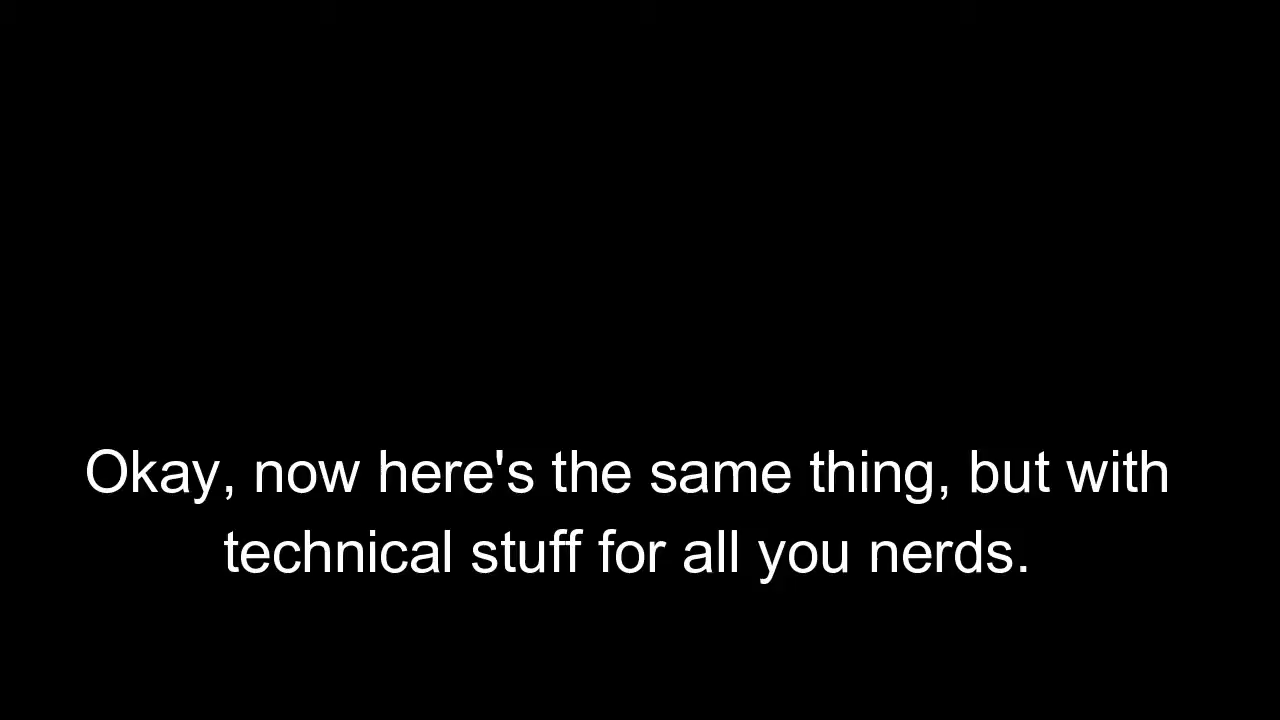 Okay, now here's the same thing, but with
technical stuff for all you nerds.